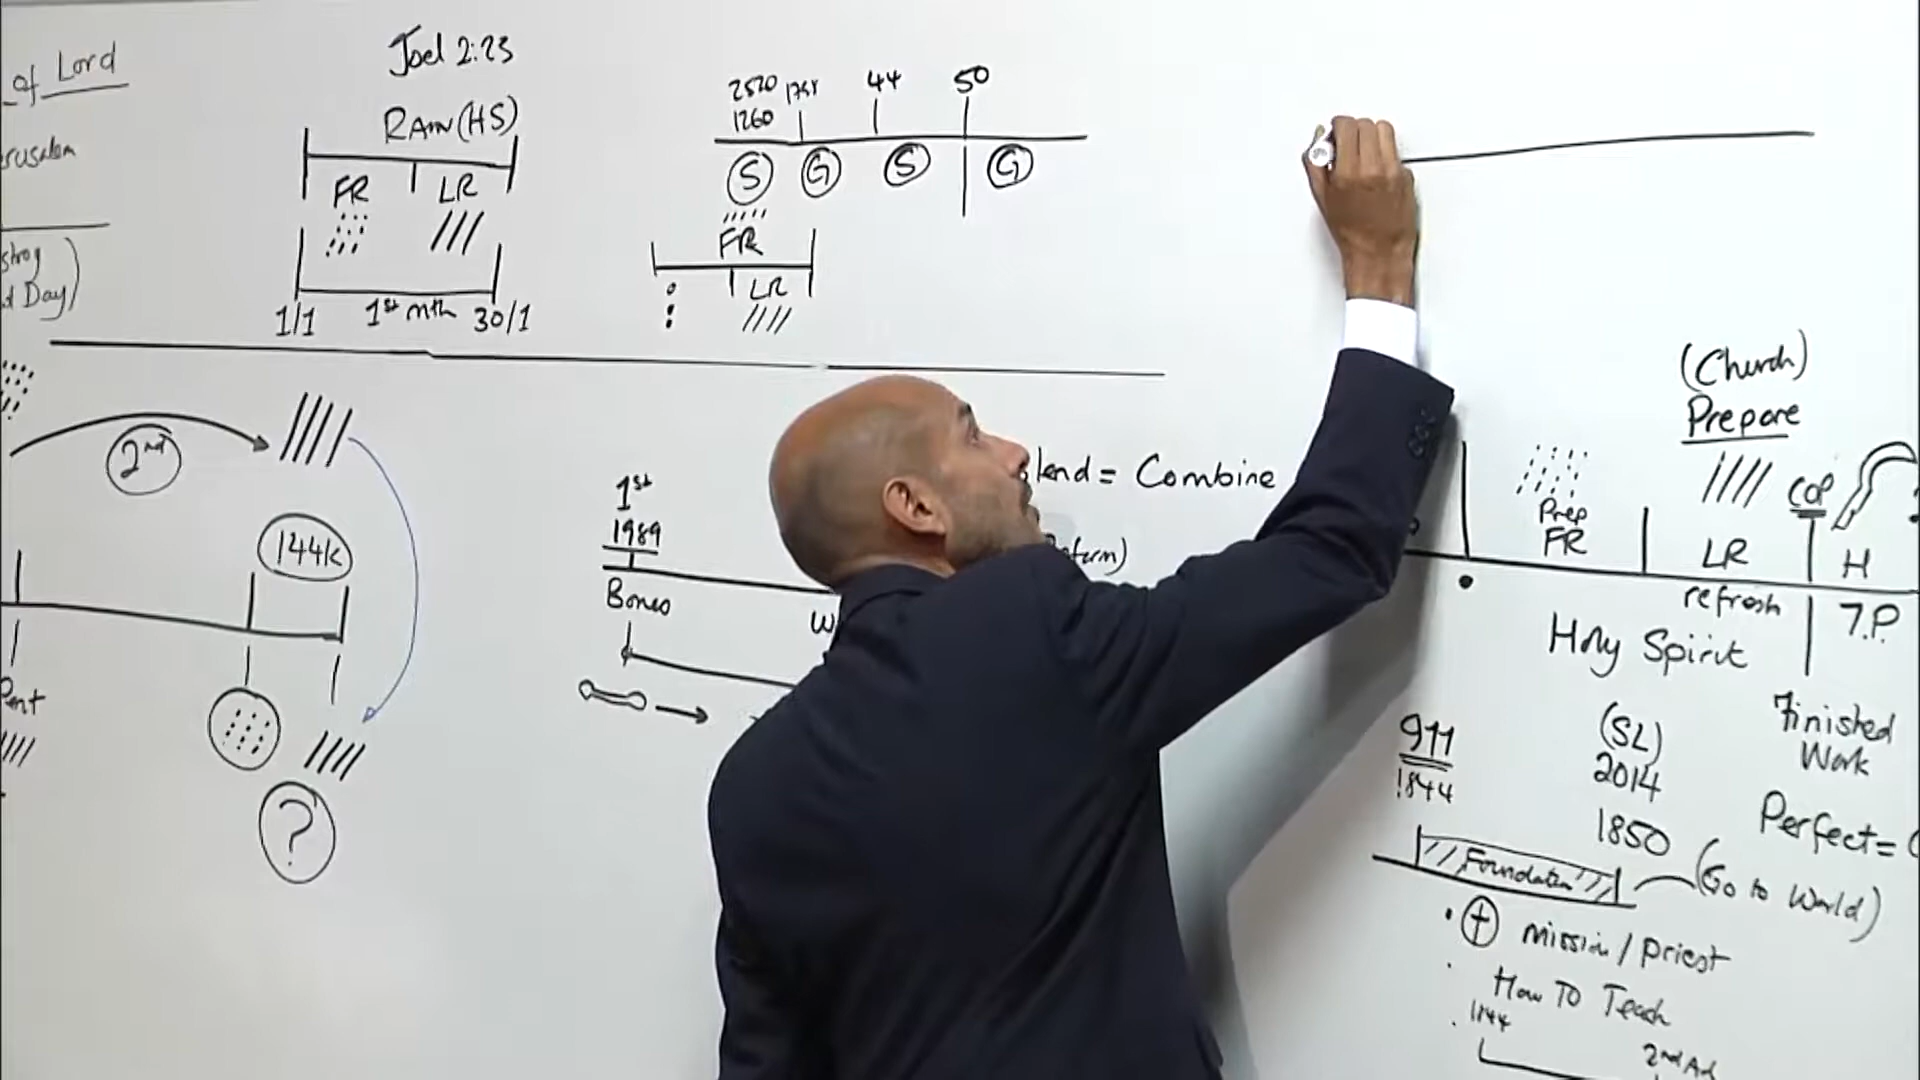 of Lord
Joel 2:23
RAIN (HS)
FR
LR
1/1
1st mth
30/1
Day)
2520
1260
1798
44
50
S
G
S
G
FR
LR
2nd
144k
?
1st
1989
Bones
= Combine
(Church)
Prepare
Prep
FR
LR
COP
H
refresh
7.P.
Holy Spirit
911
1844
(SL)
2014
1850
Finished
Work
Perfect =
Foundation
(Go to World)
mission / priest
How To Teach
1844
2nd Ad